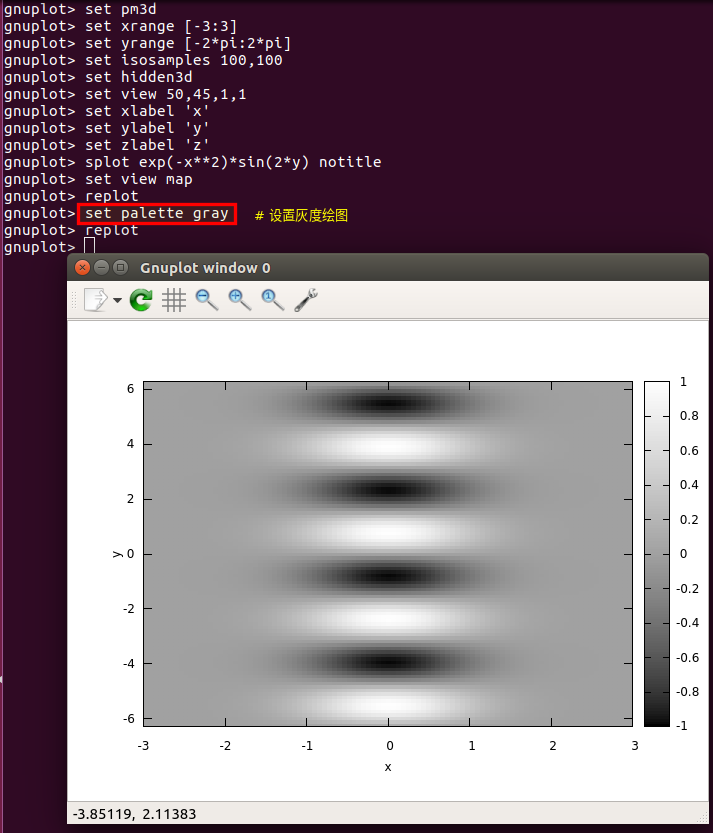 gnuplot> set pm3d
gnuplot> set xrange [-3:3]
gnuplot> set yrange [-2*pi:2*pi]
gnuplot> set isosamples 100,100
gnuplot> set hidden3d
gnuplot> set view 50,45,1,1
gnuplot> set xlabel 'x'
gnuplot> set ylabel 'y'
gnuplot> set zlabel 'z'
gnuplot> splot exp(-x**2)*sin(2*y) notitle
gnuplot> set view map
gnuplot> replot
gnuplot> set palette gray # 设置灰度绘图
gnuplot> replot
gnuplot>
Gnuplot window 0
1
6
4
2
0
-2
-4
-6
y
-3 -2 -1 0 1 2 3
x
1
0.8
0.6
0.4
0.2
0
-0.2
-0.4
-0.6
-0.8
-1
-3.85119, 2.11383